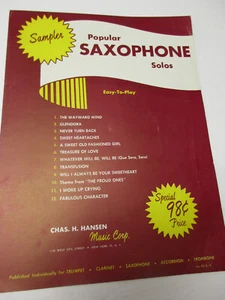 Sampler
Popular
SAXOPHONE
Solos
Easy-To-Play
1. THE WAYWARD WIND
2. GLENDORA
3. NEVER TURN BACK
4. SWEET HEARTACHES
5. A SWEET OLD FASHIONED GIRL
6. TREASURE OF LOVE
7. WHATEVER WILL BE, WILL BE (Que Sera, Sera)
8. TRANSFUSION
9. WILL I ALWAYS BE YOUR SWEETHEART
10. Theme from "THE PROUD ONES"
11. I WOKE UP CRYING
12. FABULOUS CHARACTER
Special
98¢
Price
CHAS. H. HANSEN
Music Corp.
NEW YORK
Published Individually for TRUMPET - CLARINET - SAXOPHONE - ACCORDION - TROMBONE